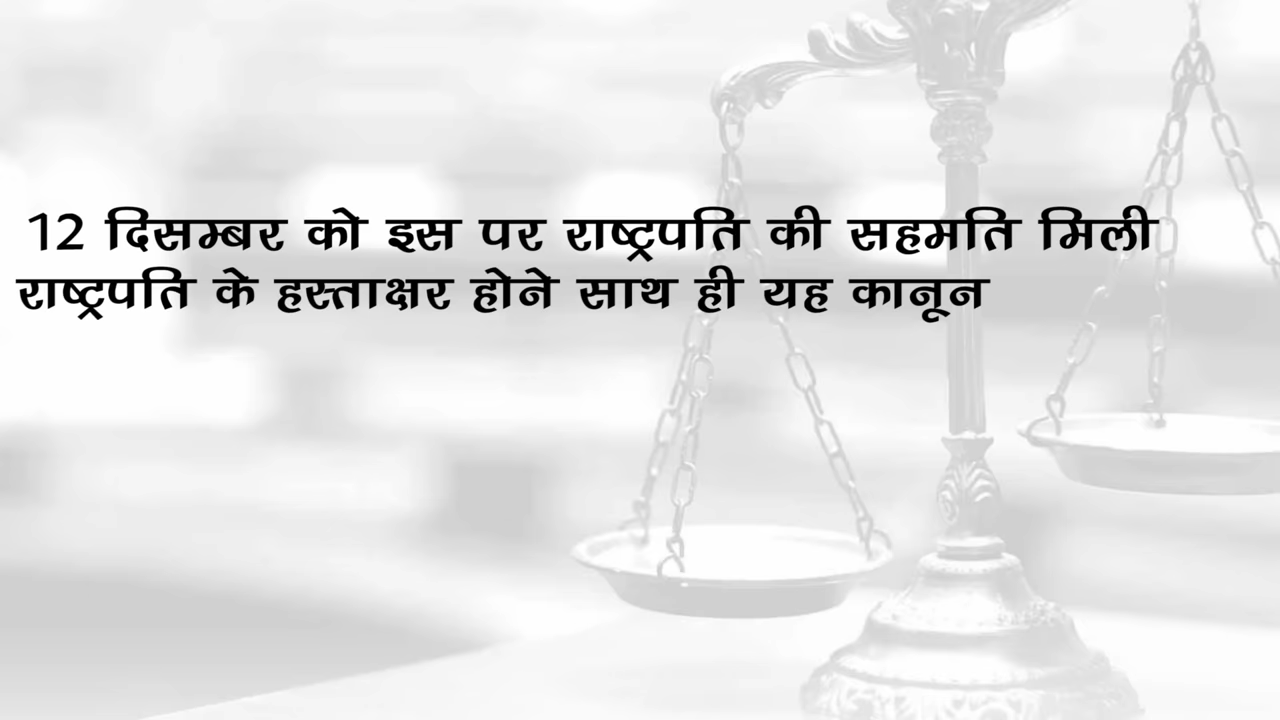 12 दिसम्बर को इस पर राष्ट्रपति की सहमति मिली
राष्ट्रपति के हस्ताक्षर होने साथ ही यह कानून